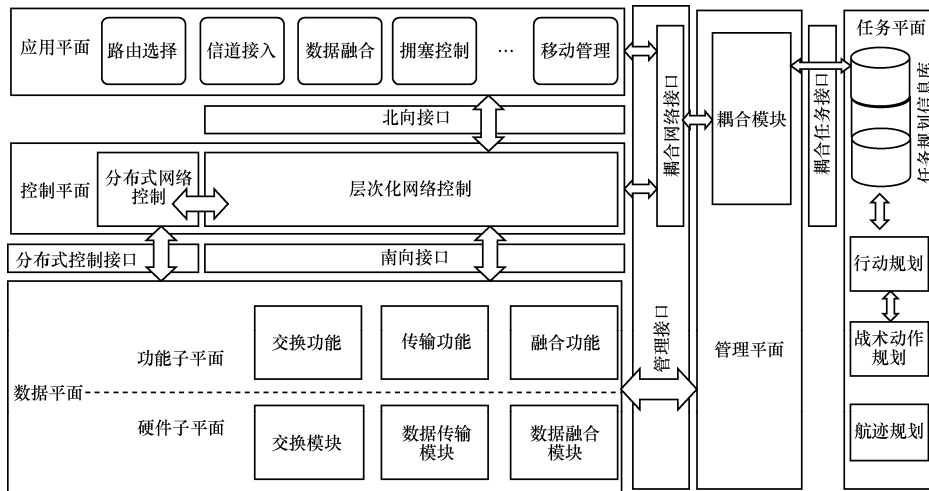 应用平面
路由选择
信道接入
数据融合
拥塞控制
…
移动管理
北向接口
控制平面
分布式网络
控制
层次化网络控制
分布式控制接口
南向接口
数据平面
功能子平面
交换功能
传输功能
融合功能
硬件子平面
交换模块
数据传输
模块
数据融合
模块
耦合网络接口
管理接口
耦合模块
管理平面
耦合任务接口
任务平面
任务规划信息库
行动规划
战术动作
规划
航迹规划